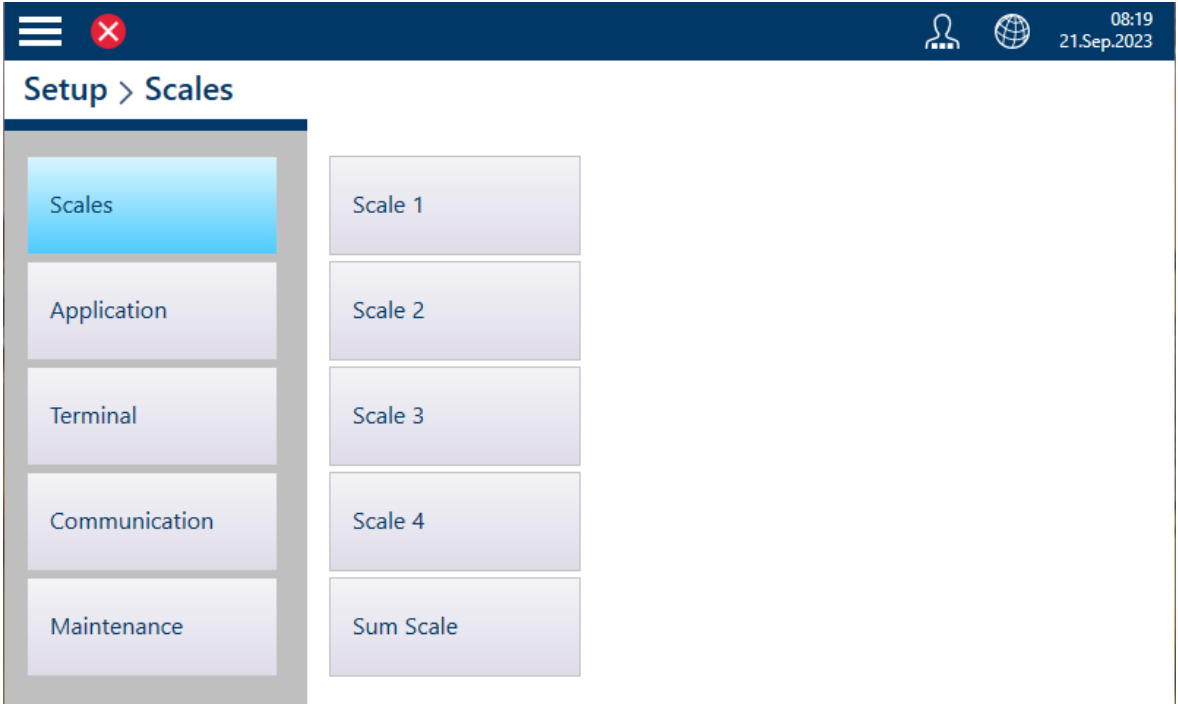 08:19
21.Sep.2023
Setup > Scales
Scales
Application
Terminal
Communication
Maintenance
Scale 1
Scale 2
Scale 3
Scale 4
Sum Scale